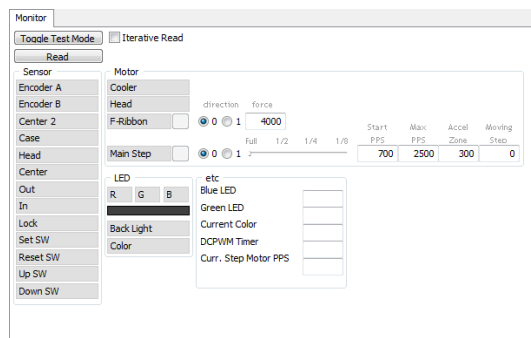 Monitor
Toggle Test Mode Iterative Read
Read
Sensor Motor
Encoder A Cooler
Encoder B Head direction force
Center 2 F-Ribbon 0 1 4000
Case Full 1/2 1/4 1/8 Start PPS Max PPS Accel Zone Moving Step
Head Main Step 0 1 700 2500 300 0
Center LED etc
Out R G B Blue LED
In Green LED
Lock Back Light Current Color
Set SW Color DCPWM Timer
Reset SW Curr. Step Motor PPS
Up SW
Down SW